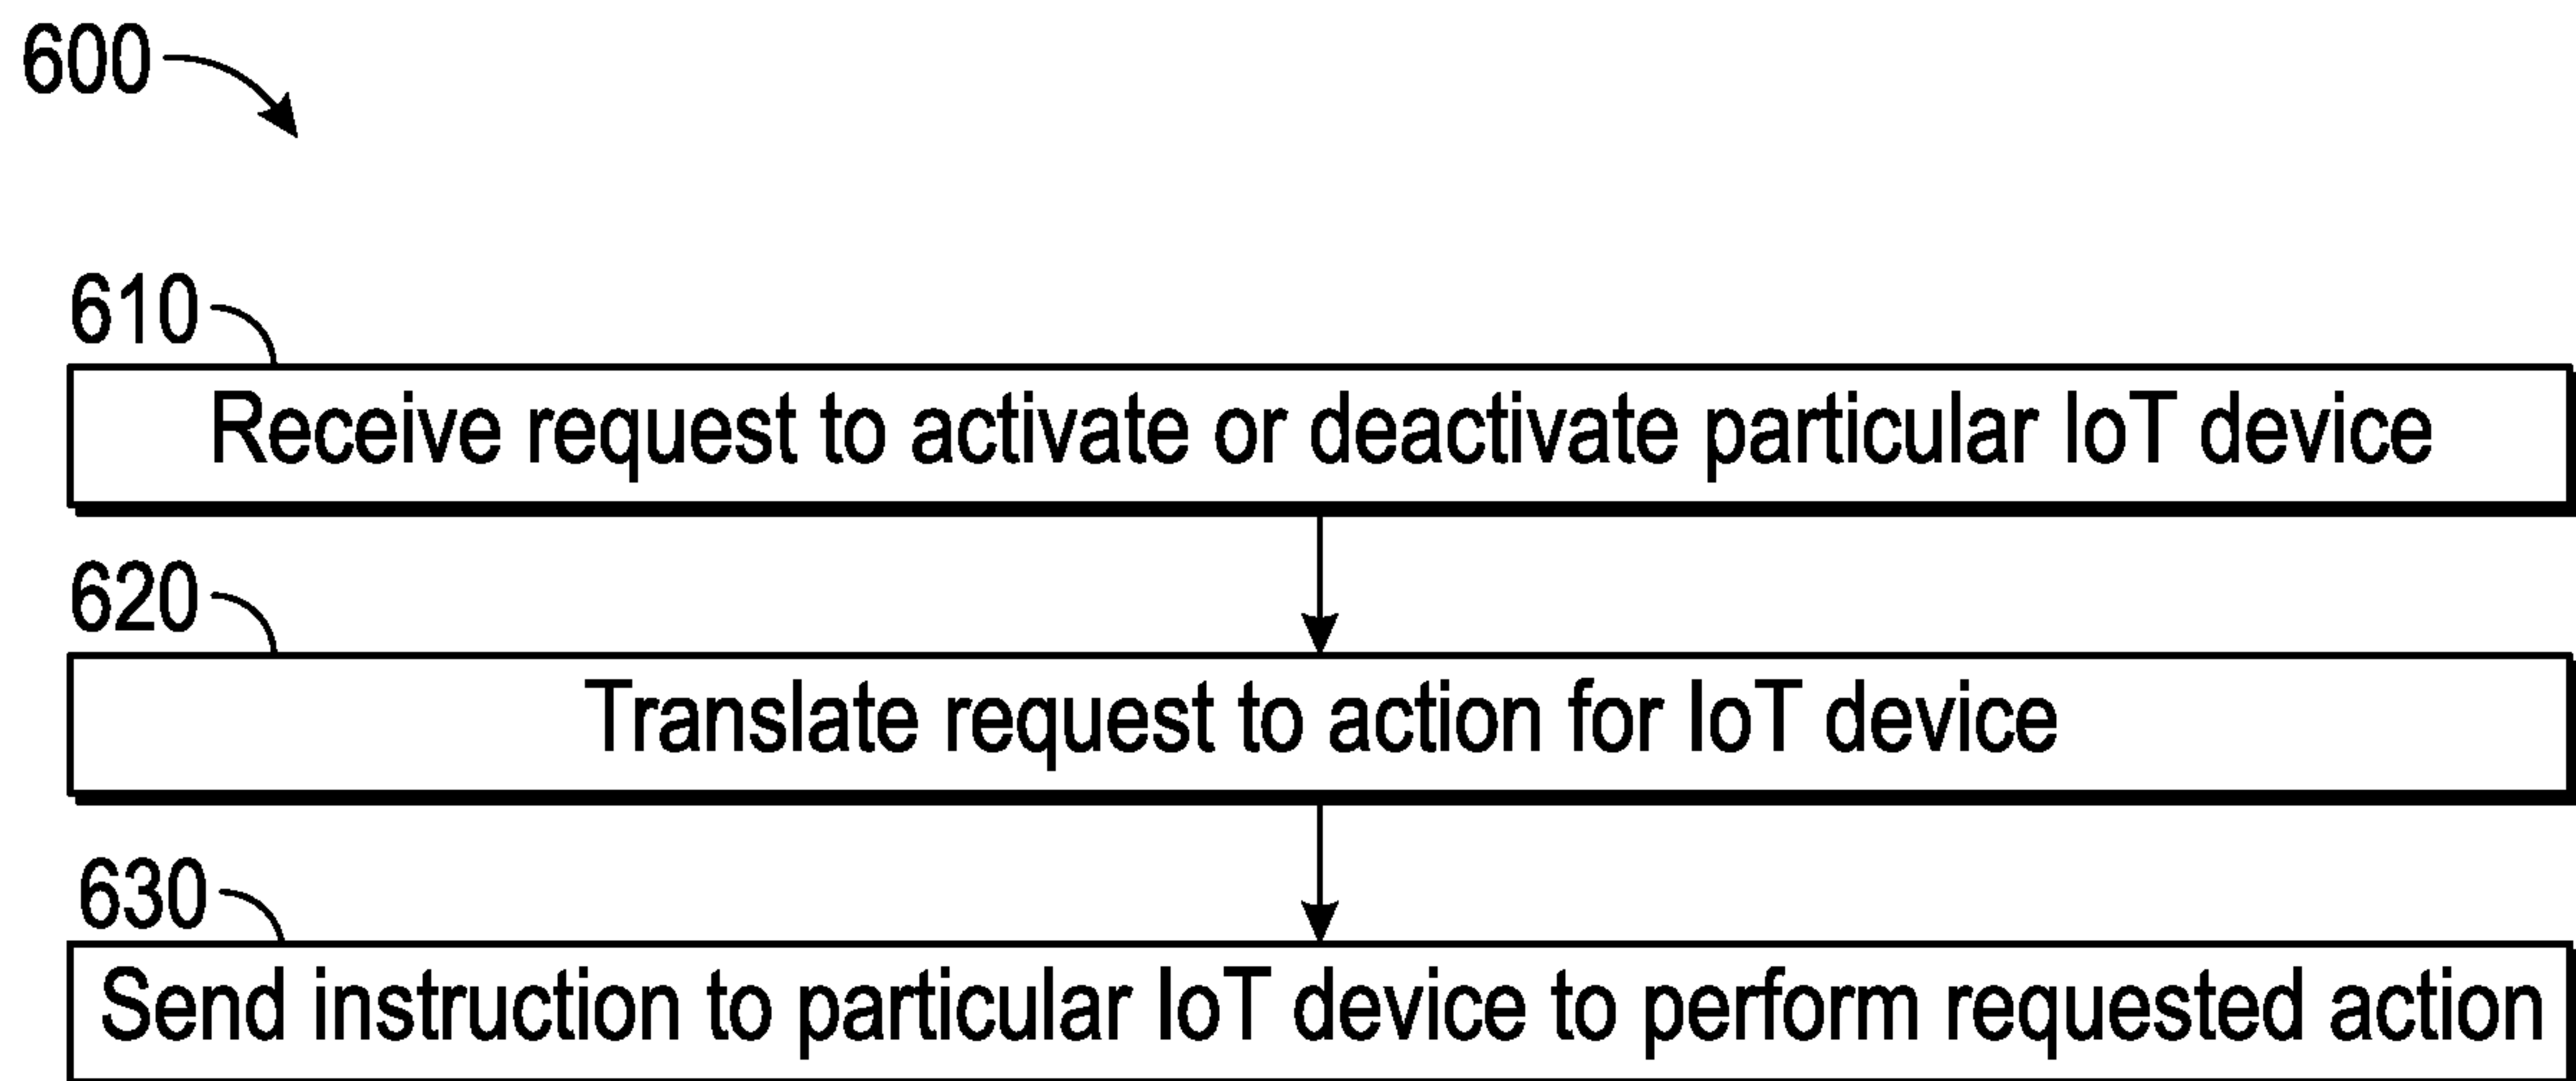 600
610
Receive request to activate or deactivate particular IoT device
620
Translate request to action for IoT device
630
Send instruction to particular IoT device to perform requested action